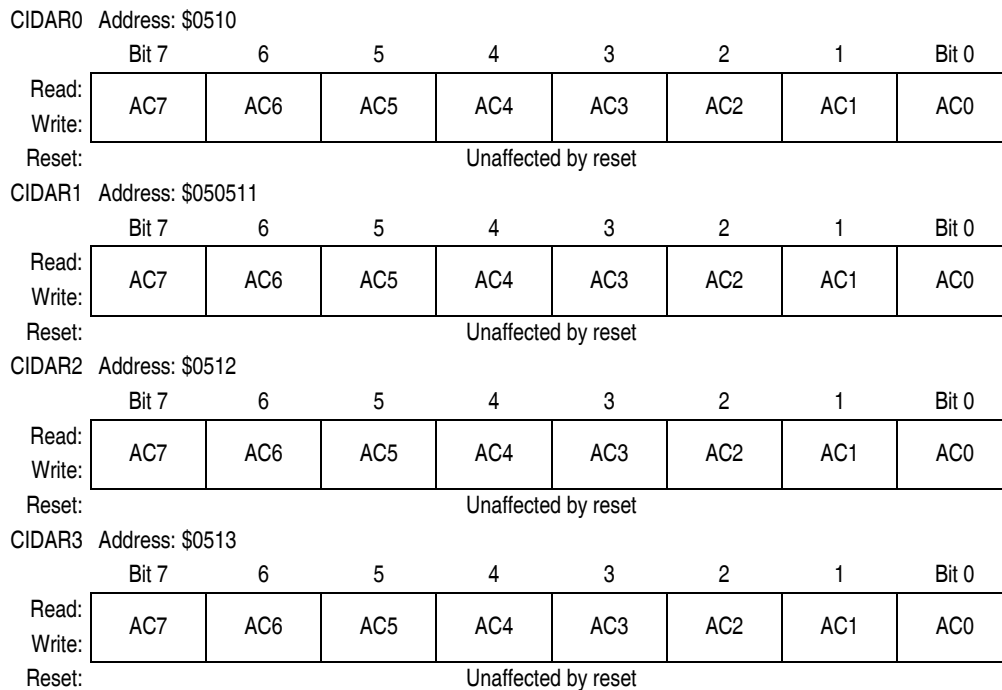 CIDAR0 Address: $0510
Bit 7 6 5 4 3 2 1 Bit 0
Read:
AC7 AC6 AC5 AC4 AC3 AC2 AC1 AC0
Write:
Reset: Unaffected by reset
CIDAR1 Address: $050511
Bit 7 6 5 4 3 2 1 Bit 0
Read:
AC7 AC6 AC5 AC4 AC3 AC2 AC1 AC0
Write:
Reset: Unaffected by reset
CIDAR2 Address: $0512
Bit 7 6 5 4 3 2 1 Bit 0
Read:
AC7 AC6 AC5 AC4 AC3 AC2 AC1 AC0
Write:
Reset: Unaffected by reset
CIDAR3 Address: $0513
Bit 7 6 5 4 3 2 1 Bit 0
Read:
AC7 AC6 AC5 AC4 AC3 AC2 AC1 AC0
Write:
Reset: Unaffected by reset